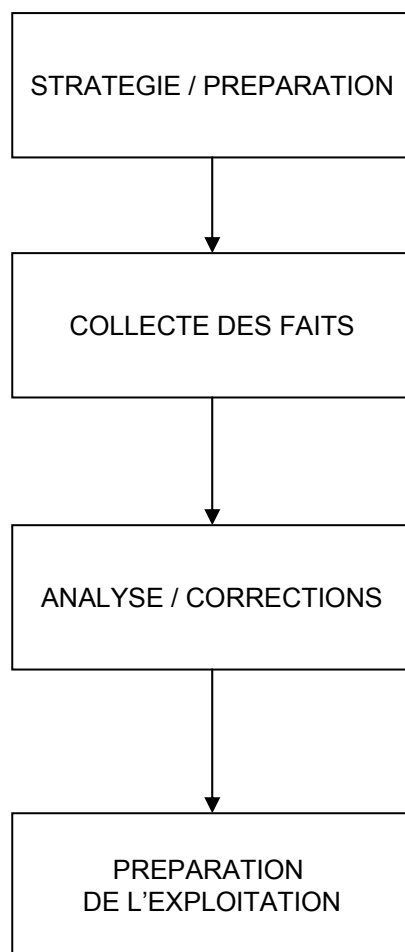 STRATEGIE / PREPARATION
COLLECTE DES FAITS
ANALYSE / CORRECTIONS
PREPARATION
DE L'EXPLOITATION